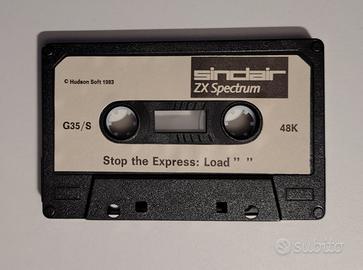 © Hudson Soft 1983
sinclair
ZX Spectrum
G35/S
48K
Stop the Express: Load " "
subito